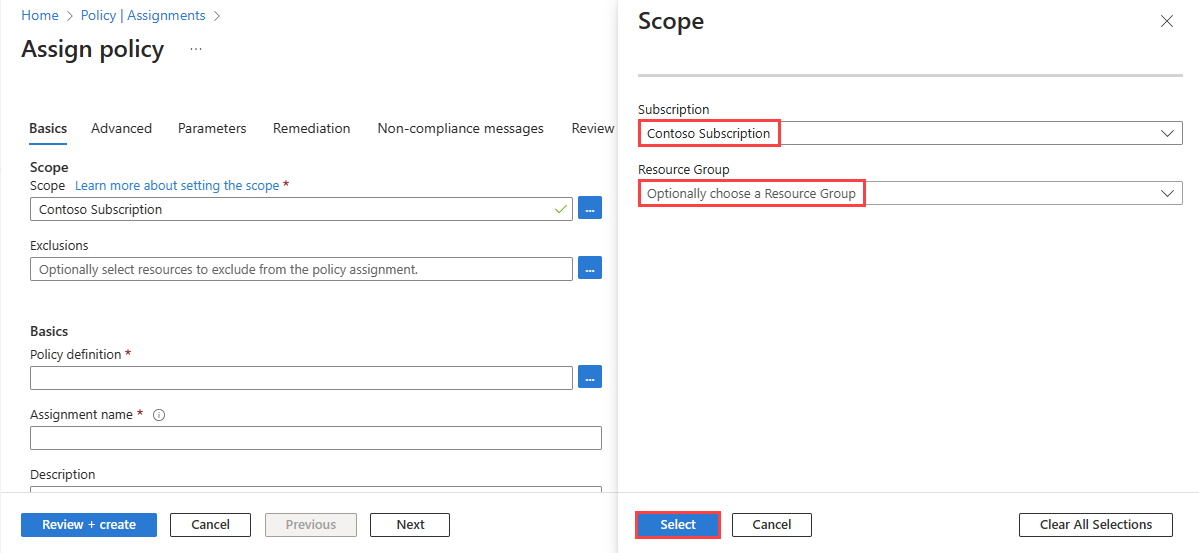 Home > Policy | Assignments >
Assign policy ...
Basics Advanced Parameters Remediation Non-compliance messages Review
Scope
Scope Learn more about setting the scope *
Contoso Subscription
...
Exclusions
Optionally select resources to exclude from the policy assignment.
...
Basics
Policy definition *
...
Assignment name *
Description
Review + create Cancel Previous Next
Scope
Subscription
Contoso Subscription
Resource Group
Optionally choose a Resource Group
Select Cancel Clear All Selections